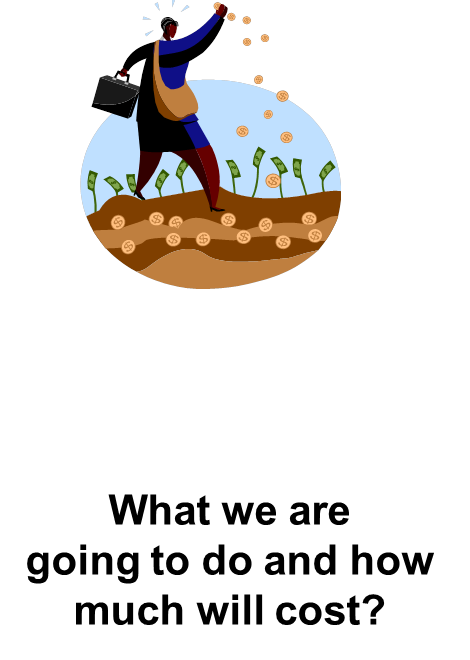 What we are
going to do and how
much will cost?